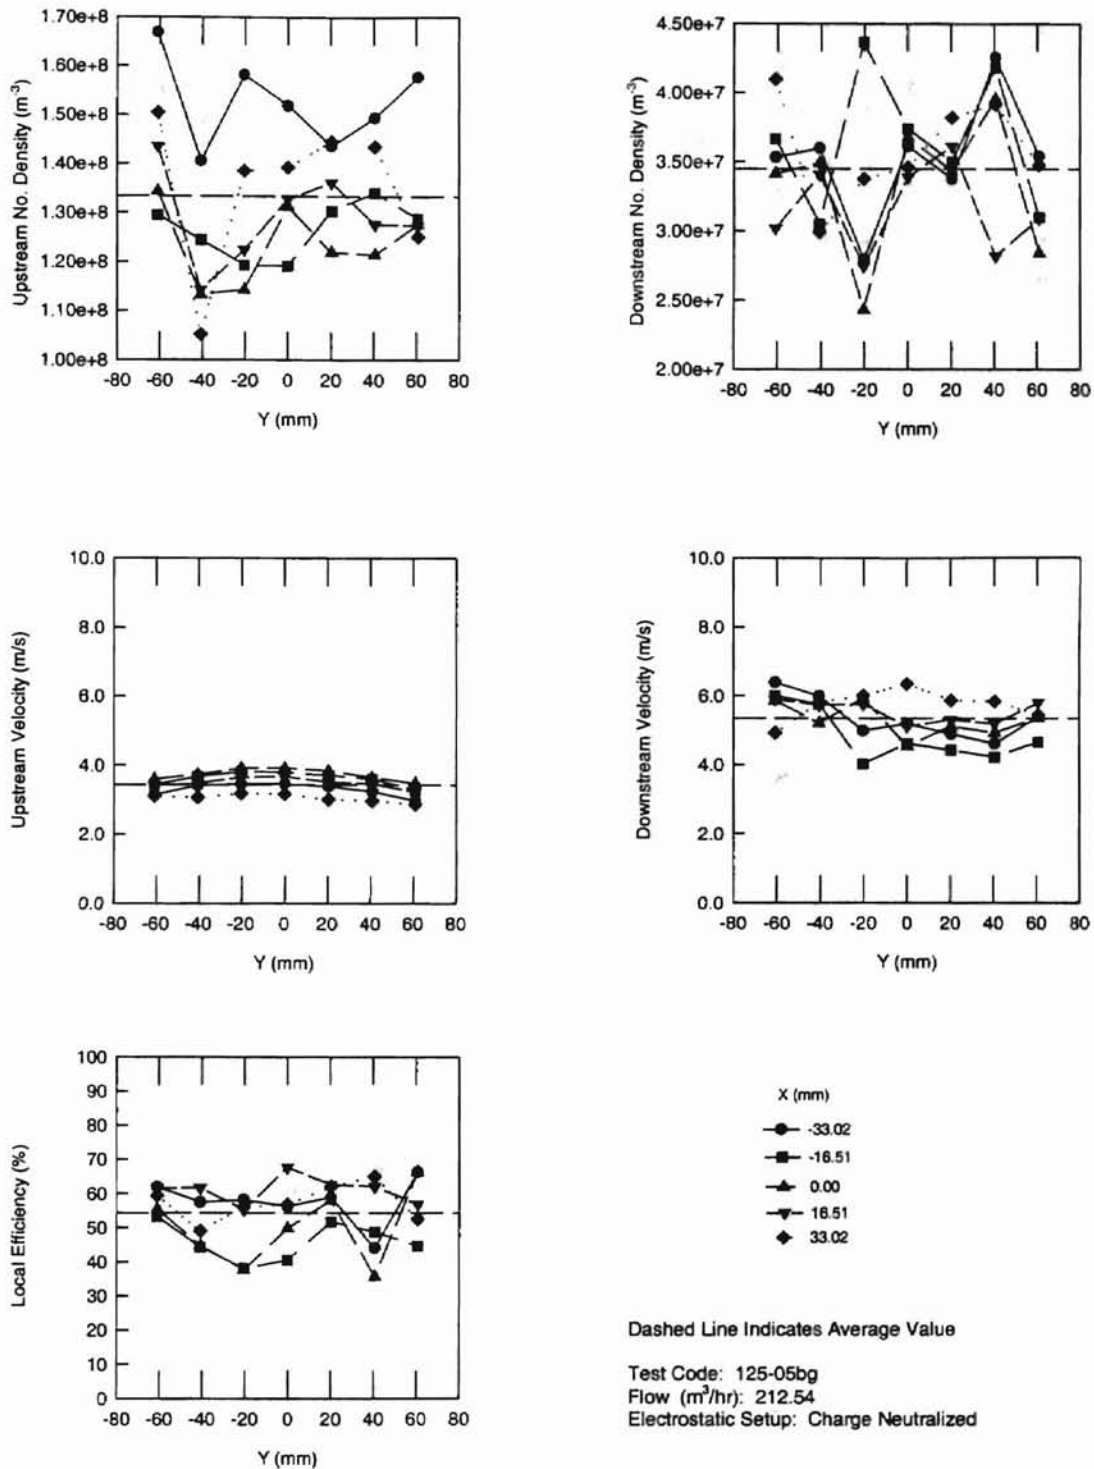 1.70e+8
1.60e+8
1.50e+8
1.40e+8
1.30e+8
1.20e+8
1.10e+8
1.00e+8
Upstream No. Density (m⁻³)
-80 -60 -40 -20 0 20 40 60 80
Y (mm)
4.50e+7
4.00e+7
3.50e+7
3.00e+7
2.50e+7
2.00e+7
Downstream No. Density (m⁻³)
-80 -60 -40 -20 0 20 40 60 80
Y (mm)
10.0
8.0
6.0
4.0
2.0
0.0
Upstream Velocity (m/s)
-80 -60 -40 -20 0 20 40 60 80
Y (mm)
10.0
8.0
6.0
4.0
2.0
0.0
Downstream Velocity (m/s)
-80 -60 -40 -20 0 20 40 60 80
Y (mm)
100
90
80
70
60
50
40
30
20
10
0
Local Efficiency (%)
-80 -60 -40 -20 0 20 40 60 80
Y (mm)
X (mm)
-33.02
-16.51
0.00
16.51
33.02
Dashed Line Indicates Average Value
Test Code: 125-05bg
Flow (m³/hr): 212.54
Electrostatic Setup: Charge Neutralized